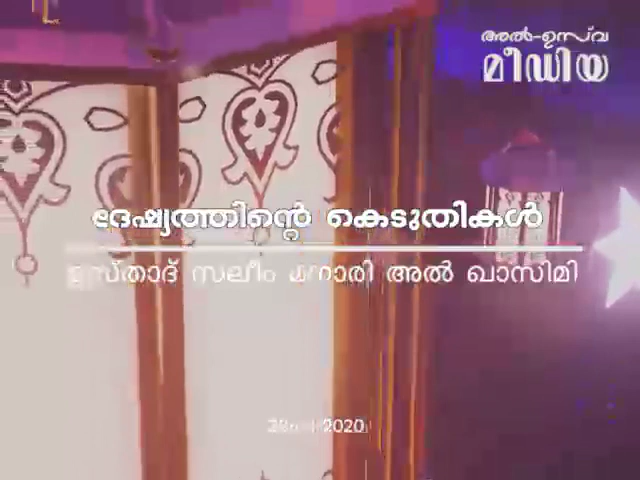 അൽ-ഉസ്‌വ
മീഡിയ
ദേഷ്യത്തിന്റെ കെടുതികൾ
ഉസ്താദ് സലീം അൽ ഖാസിമി
2020